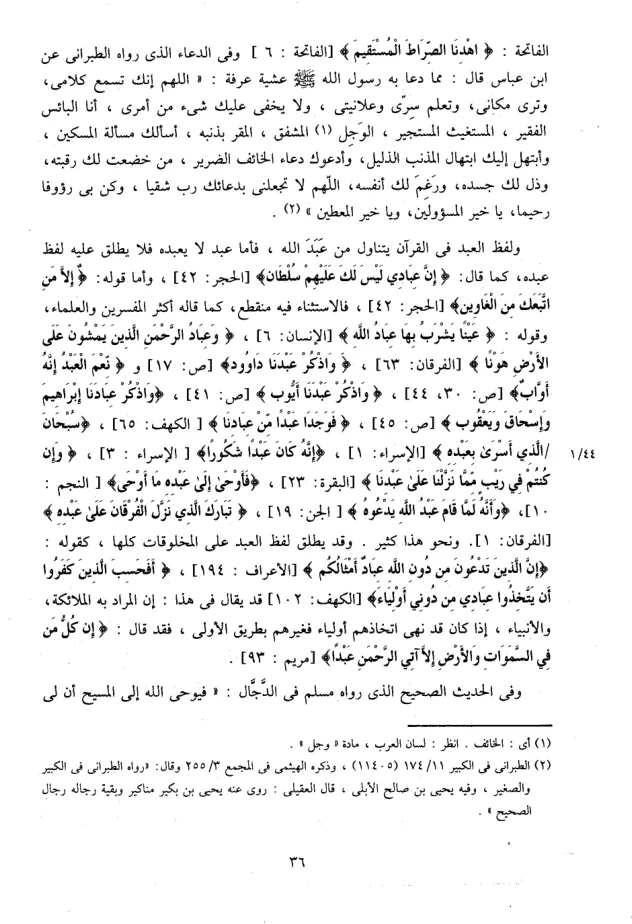 الفاتحة : ﴿ اهْدِنَا الصِّرَاطَ الْمُسْتَقِيمَ ﴾ [الفاتحة : ٦ ] وفى الدعاء الذى رواه الطبرانى عن
ابن عباس قال : مما دعا به رسول الله ﷺ عشية عرفة : « اللهم إنك تسمع كلامى،
وترى مكانى، وتعلم سِرِّى وعلانيتى ، ولا يخفى عليك شىء من أمرى ، أنا البائس
الفقير ، المستغيث المستجير ، الوَجِل (١) المشفق ، المقر بذنبه ، أسألك مسألة المسكين ،
وأبتهل إليك ابتهال المذنب الذليل، وأدعوك دعاء الخائف الضرير ، من خضعت لك رقبته،
وذل لك جسده، ورَغِمَ لك أنفسه، اللّهم لا تجعلنى بدعائك رب شقيا ، وكن بى رؤوفا
رحيما، يا خير المسؤولين، ويا خير المعطين » (٢) .
ولفظ العبد فى القرآن يتناول من عَبَدَ الله ، فأما عبد لا يعبده فلا يطلق عليه لفظ
عبده، كما قال: ﴿ إِنَّ عِبَادِي لَيْسَ لَكَ عَلَيْهِمْ سُلْطَان﴾ [الحجر: ٤٢] ، وأما قوله: ﴿ إِلاَّ مَنِ
اتَّبَعَكَ مِنَ الْغَاوِين﴾ [الحجر: ٤٢] ، فالاستثناء فيه منقطع، كما قاله أكثر المفسرين والعلماء،
وقوله : ﴿ عَيْنًا يَشْرَبُ بِهَا عِبَادُ اللَّهِ ﴾ [الإنسان: ٦] ، ﴿ وَعِبَادُ الرَّحْمَنِ الَّذِينَ يَمْشُونَ عَلَى
الأَرْضِ هَوْنًا ﴾ [الفرقان: ٦٣] ، ﴿ وَاذْكُرْ عَبْدَنَا دَاوُود﴾ [ص: ١٧] و ﴿ نِعْمَ الْعَبْدُ إِنَّهُ
أَوَّابٌ﴾ [ص: ٣٠، ٤٤] ، ﴿ وَاذْكُرْ عَبْدَنَا أَيُّوب ﴾ [ص: ٤١] ، ﴿وَاذْكُرْ عِبَادَنَا إِبْرَاهِيمَ
وَإِسْحَاقَ وَيَعْقُوب ﴾ [ص: ٤٥] ، ﴿ فَوَجَدَا عَبْدًا مِّنْ عِبَادِنَا ﴾ [الكهف: ٦٥] ، ﴿سُبْحَانَ
١/٤٤ /الَّذِي أَسْرَىٰ بِعَبْدِه ﴾ [الإسراء: ١] ، ﴿إِنَّهُ كَانَ عَبْدًا شَكُورًا﴾ [الإسراء : ٣] ، ﴿ وَإِن
كُنتُمْ فِي رَيْبٍ مِّمَّا نَزَّلْنَا عَلَىٰ عَبْدِنَا ﴾ [البقرة: ٢٣] ، ﴿فَأَوْحَىٰ إِلَىٰ عَبْدِهِ مَا أَوْحَى﴾ [النجم :
١٠]، ﴿وَأَنَّهُ لَمَّا قَامَ عَبْدُ اللَّهِ يَدْعُوهُ ﴾ [الجن: ١٩] ، ﴿ تَبَارَكَ الَّذِي نَزَّلَ الْفُرْقَانَ عَلَىٰ عَبْدِه ﴾
[الفرقان: ١]. ونحو هذا كثير . وقد يطلق لفظ العبد على المخلوقات كلها ، كقوله :
﴿إِنَّ الَّذِينَ تَدْعُونَ مِن دُونِ اللَّهِ عِبَادٌ أَمْثَالُكُم ﴾ [الأعراف : ١٩٤] ، ﴿ أَفَحَسِبَ الَّذِينَ كَفَرُوا
أَن يَتَّخِذُوا عِبَادِي مِن دُونِي أَوْلِيَاءَ﴾ [الكهف: ١٠٢] قد يقال فى هذا : إن المراد به الملائكة،
والأنبياء ، إذا كان قد نهى اتخاذهم أولياء فغيرهم بطريق الأولى ، فقد قال : ﴿ إِن كُلُّ مَن
فِي السَّمَوَاتِ وَالأَرْضِ إِلاَّ آتِي الرَّحْمَنِ عَبْدًا﴾ [مريم : ٩٣] .
وفى الحديث الصحيح الذى رواه مسلم فى الدَّجَّال : « فيوحى الله إلى المسيح أن لى
(١) أى : الخائف . انظر : لسان العرب ، مادة « وجل » .
(٢) الطبرانى فى الكبير ١٧٤/١١ (١١٤٠٥) ، وذكره الهيثمى فى المجمع ٢٥٥/٣ وقال: «رواه الطبرانى فى الكبير
والصغير ، وفيه يحيى بن صالح الأبلى ، قال العقيلى : روى عنه يحيى بن بكير مناكير وبقية رجاله رجال
الصحيح » .
٣٦